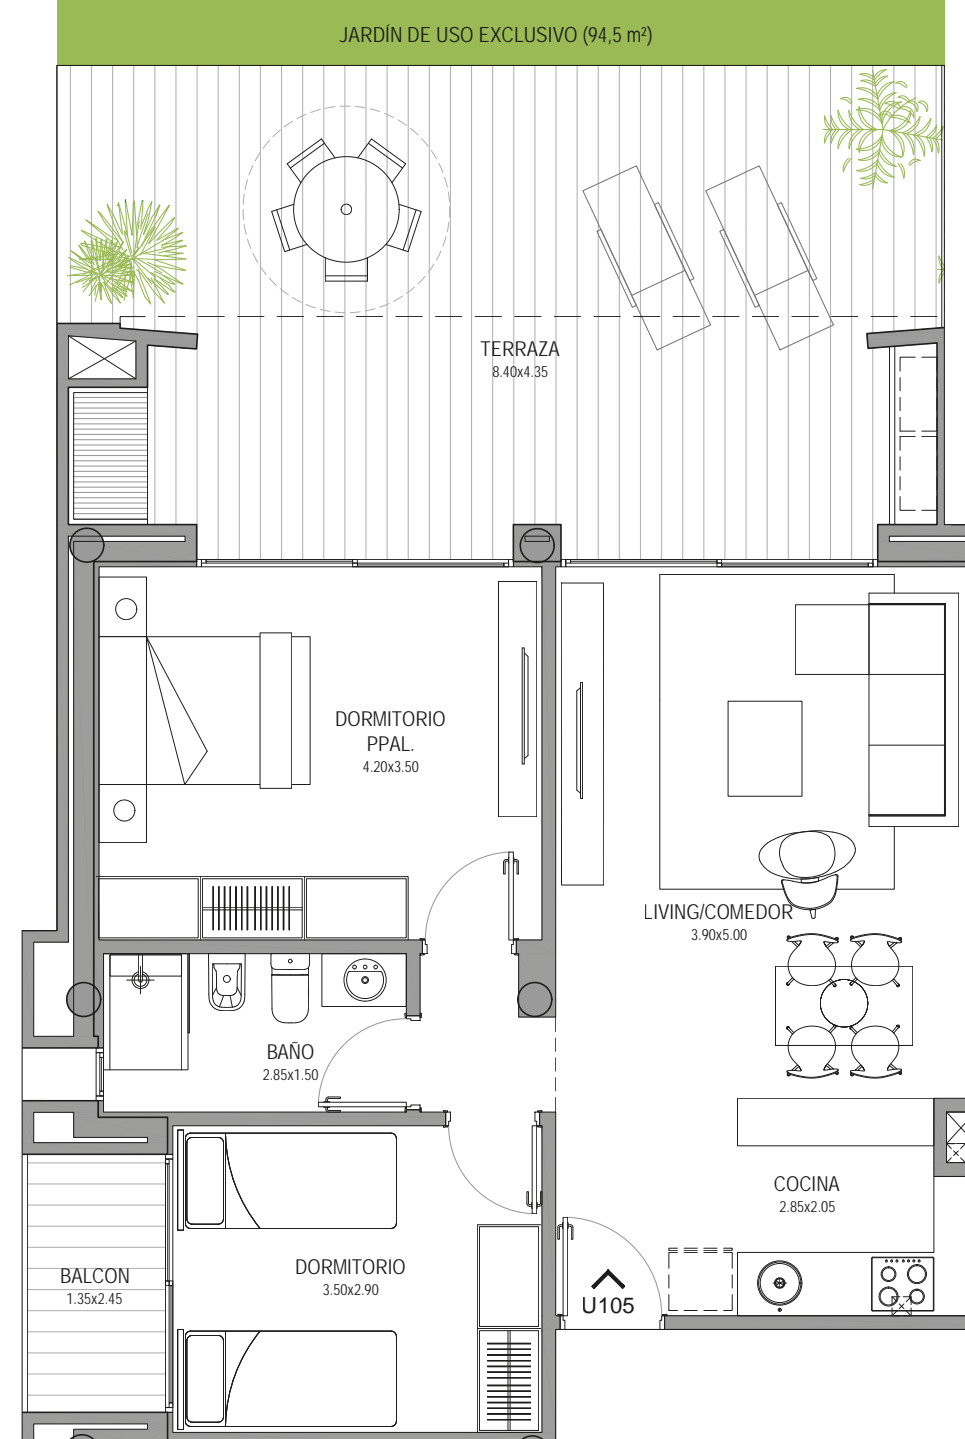 JARDÍN DE USO EXCLUSIVO (94,5 m²)
TERRAZA
8.40x4.35
DORMITORIO
PPAL.
4.20x3.50
LIVING/COMEDOR
3.90x5.00
BAÑO
2.85x1.50
COCINA
2.85x2.05
DORMITORIO
3.50x2.90
BALCON
1.35x2.45
U105